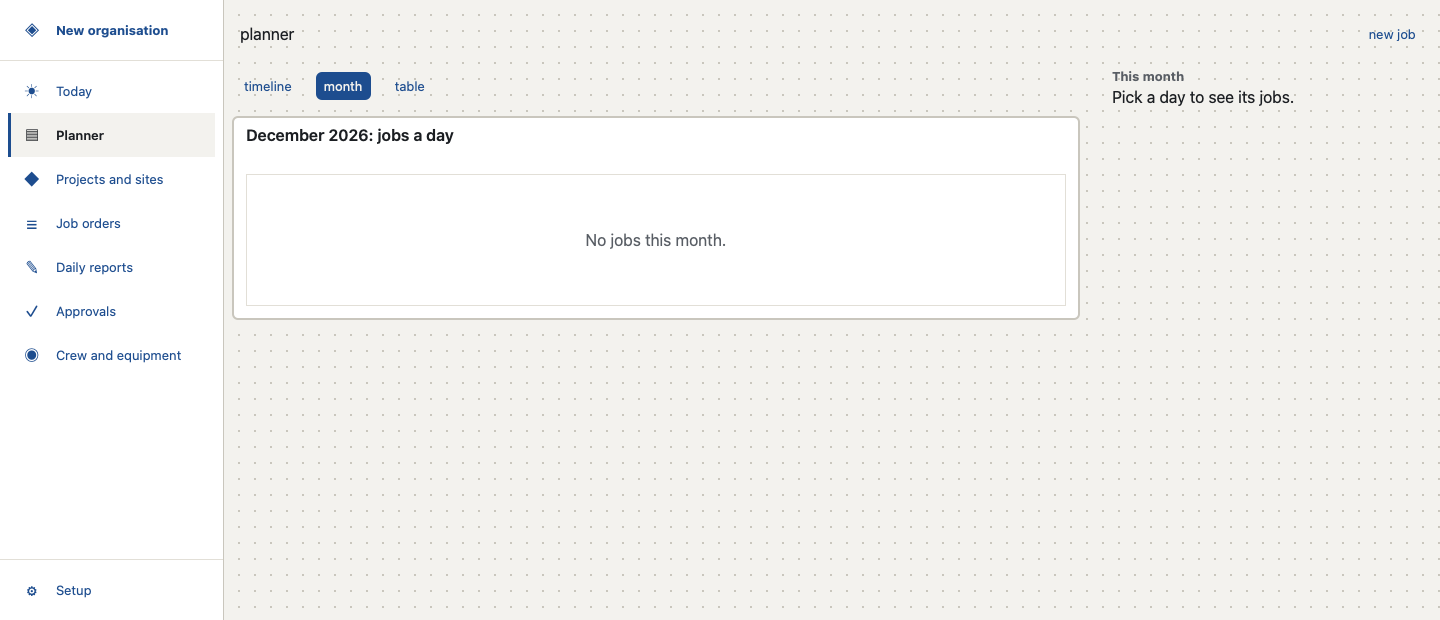 New organisation
Today
Planner
Projects and sites
Job orders
Daily reports
Approvals
Crew and equipment
Setup
planner
new job
timeline
month
table
December 2026: jobs a day
No jobs this month.
This month
Pick a day to see its jobs.